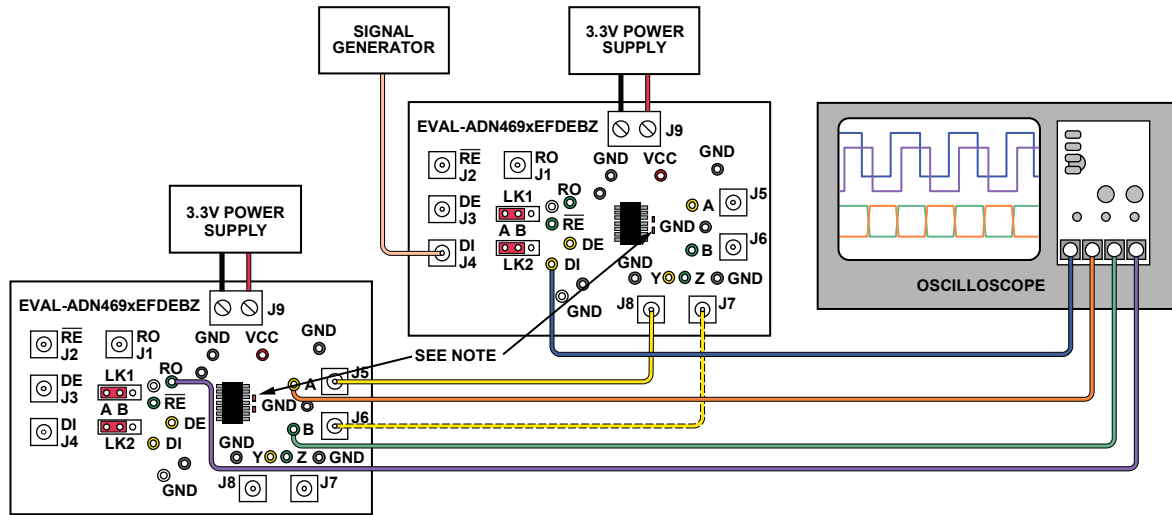 SIGNAL
GENERATOR
3.3V POWER
SUPPLY
EVAL-ADN469xEFDEBZ
J9
RE
J2
RO
J1
GND
VCC
GND
DE
J3
LK1
A B
LK2
RO
RE
DE
DI
A
J5
GND
B
J6
DI
J4
GND
Y
Z
GND
GND
J8
J7
OSCILLOSCOPE
3.3V POWER
SUPPLY
EVAL-ADN469xEFDEBZ
J9
RE
J2
RO
J1
GND
VCC
GND
SEE NOTE
DE
J3
LK1
A B
LK2
RO
RE
DE
DI
A
J5
GND
B
J6
DI
J4
GND
Y
Z
GND
GND
J8
J7